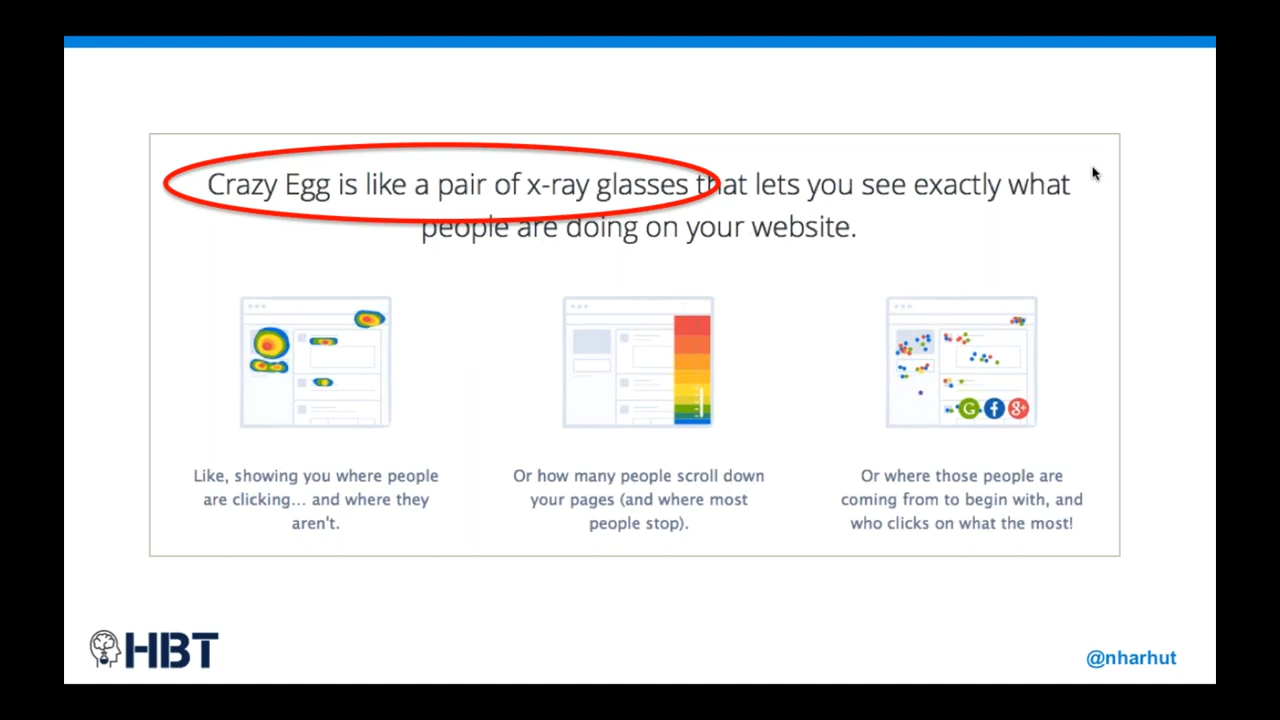 Crazy Egg is like a pair of x-ray glasses that lets you see exactly what
people are doing on your website.
Like, showing you where people
are clicking... and where they
aren't.
Or how many people scroll down
your pages (and where most
people stop).
Or where those people are
coming from to begin with, and
who clicks on what the most!
G f g+
HBT
@nharhut